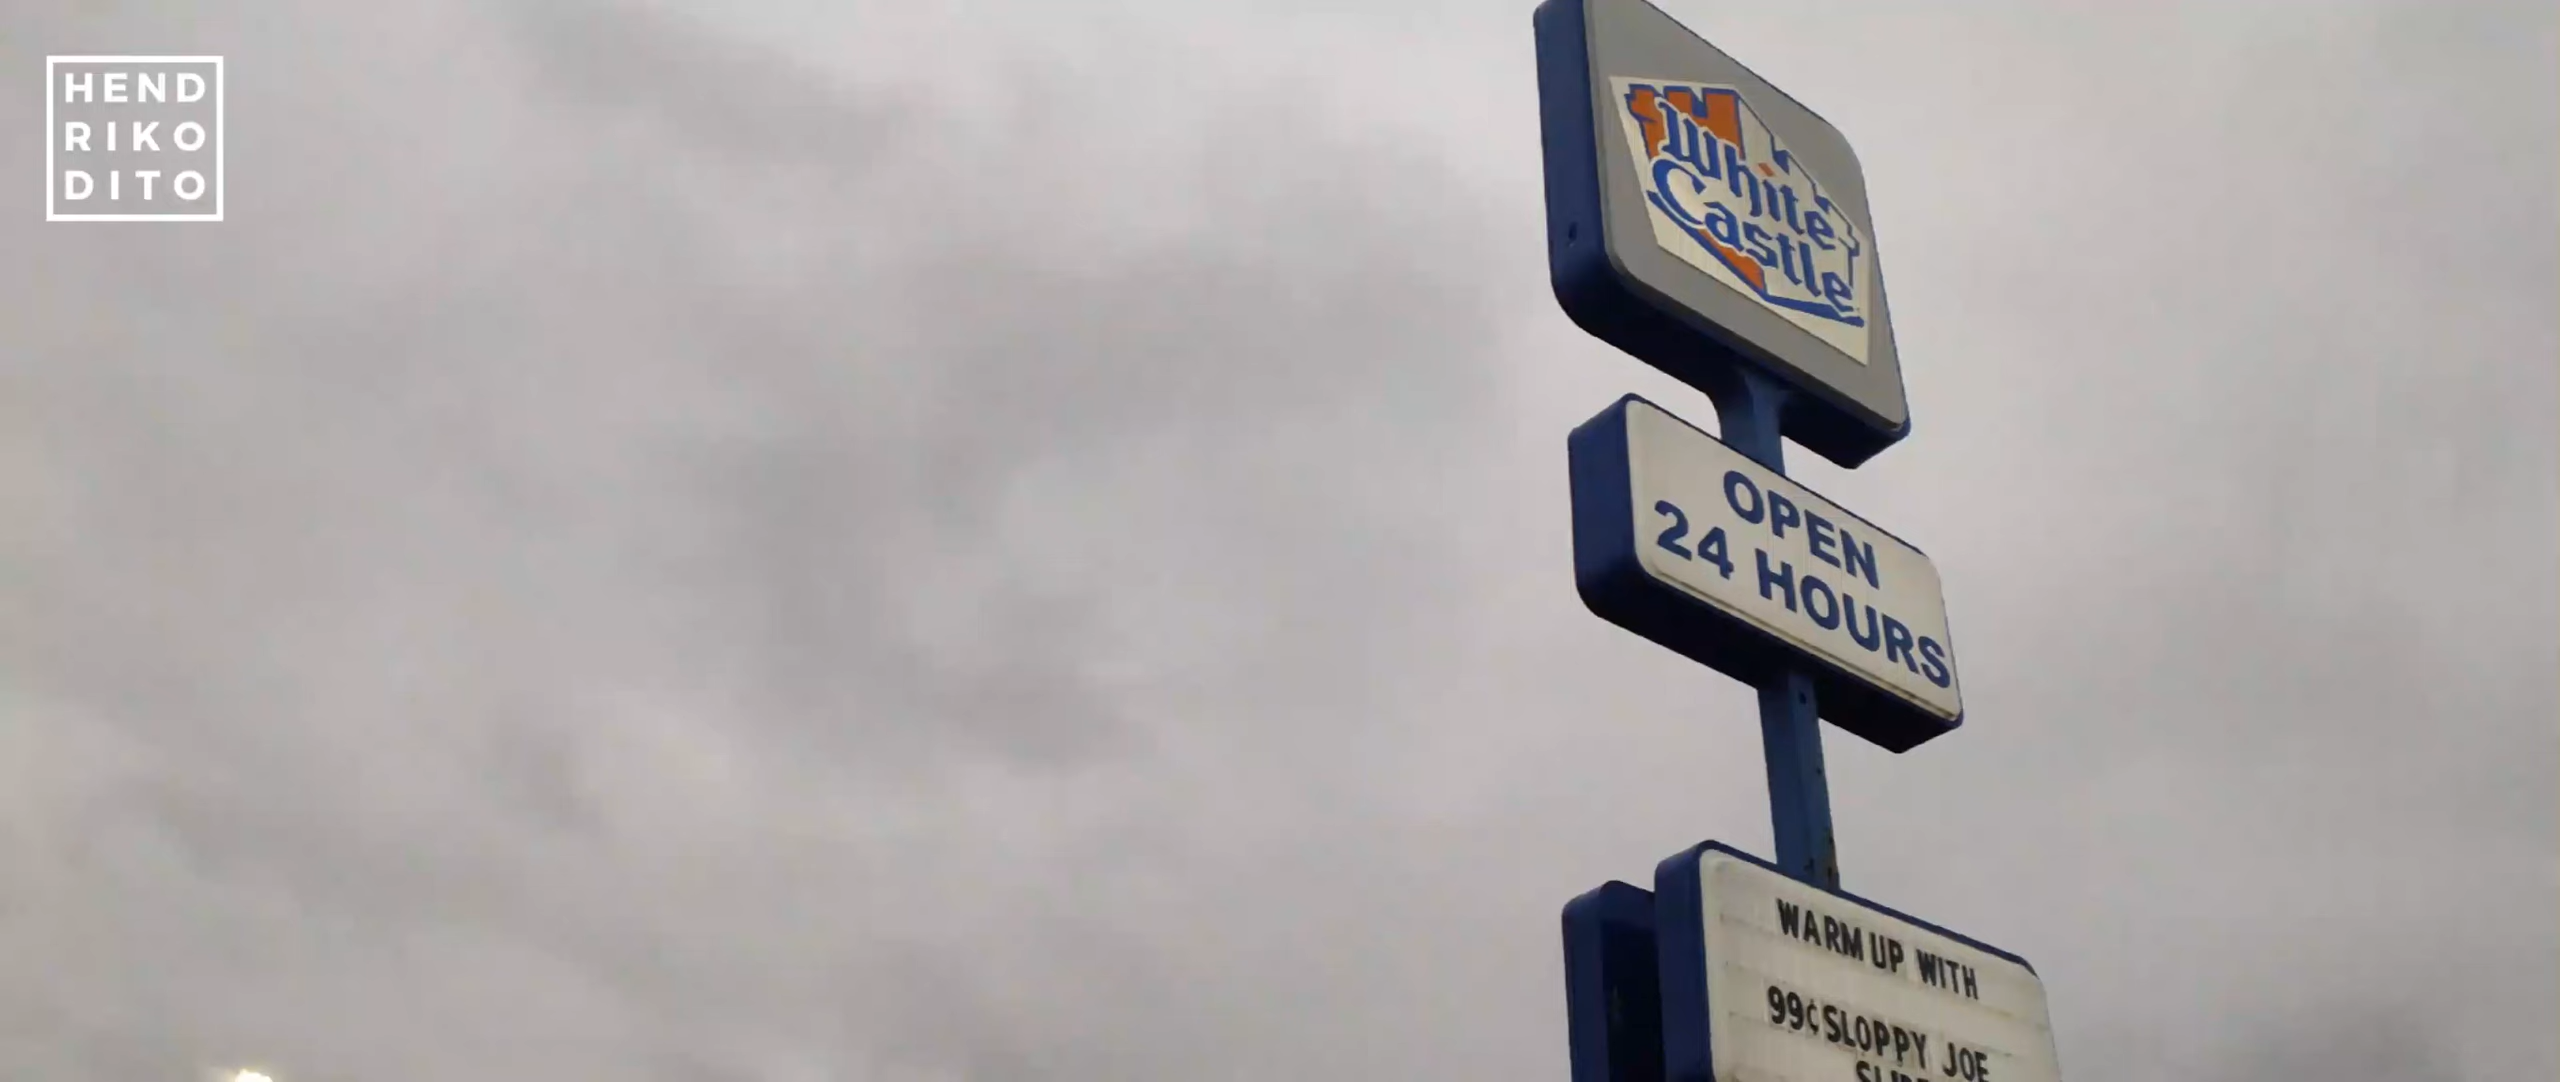 HEND
RIKO
DITO
White
Castle
OPEN
24 HOURS
WARM UP WITH
99¢ SLOPPY JOE